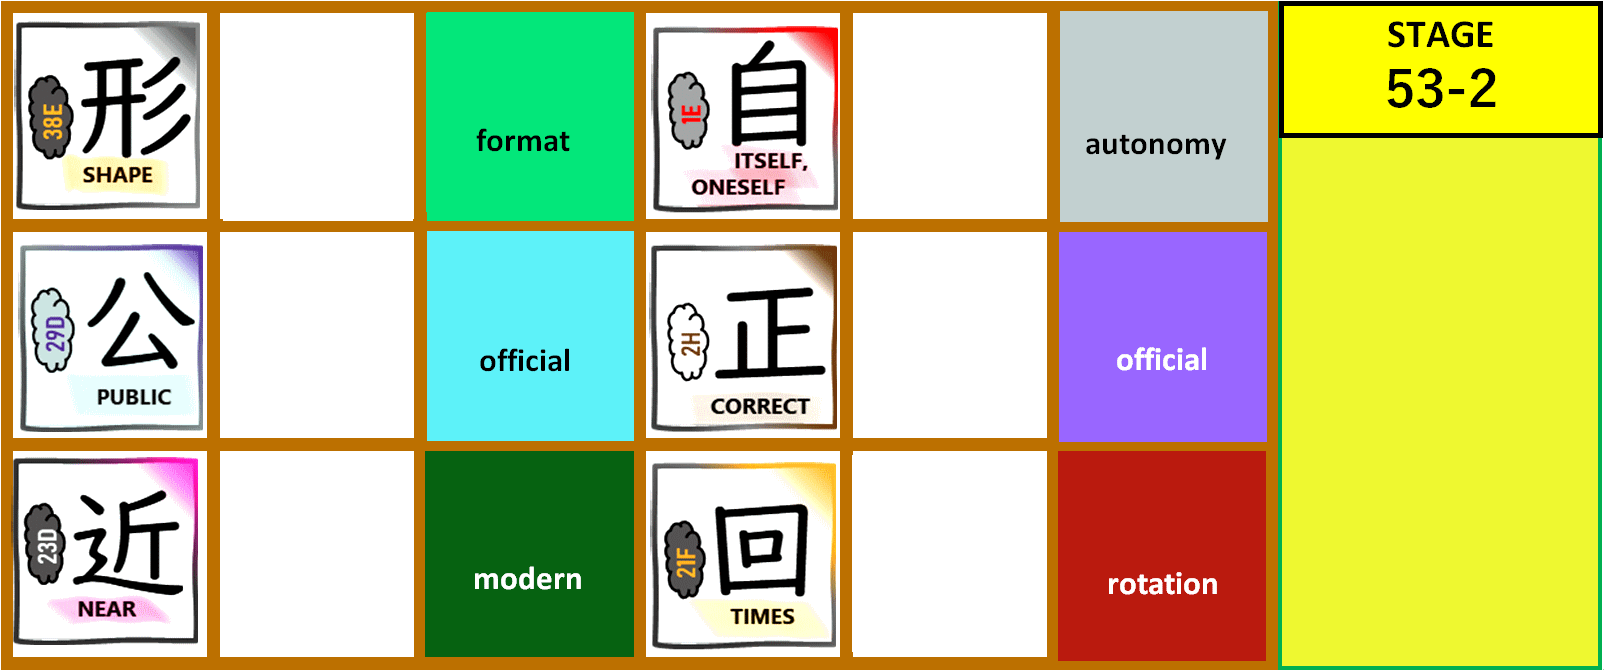 形
38E
SHAPE
format
自
1E
ITSELF,
ONESELF
autonomy
STAGE
53-2
公
29D
PUBLIC
official
正
2H
CORRECT
official
近
23D
NEAR
modern
回
21F
TIMES
rotation